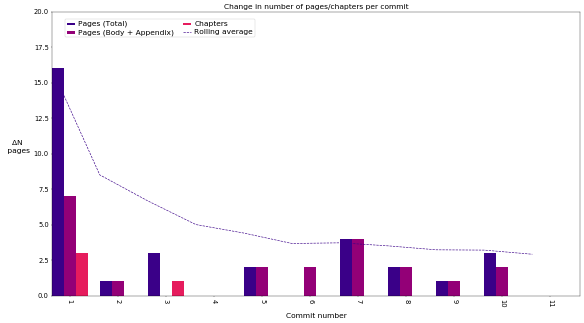 Change in number of pages/chapters per commit
20.0
17.5
15.0
12.5
10.0
7.5
5.0
2.5
0.0
ΔN
pages
Pages (Total)
Pages (Body + Appendix)
Chapters
Rolling average
1 2 3 4 5 6 7 8 9 10 11
Commit number